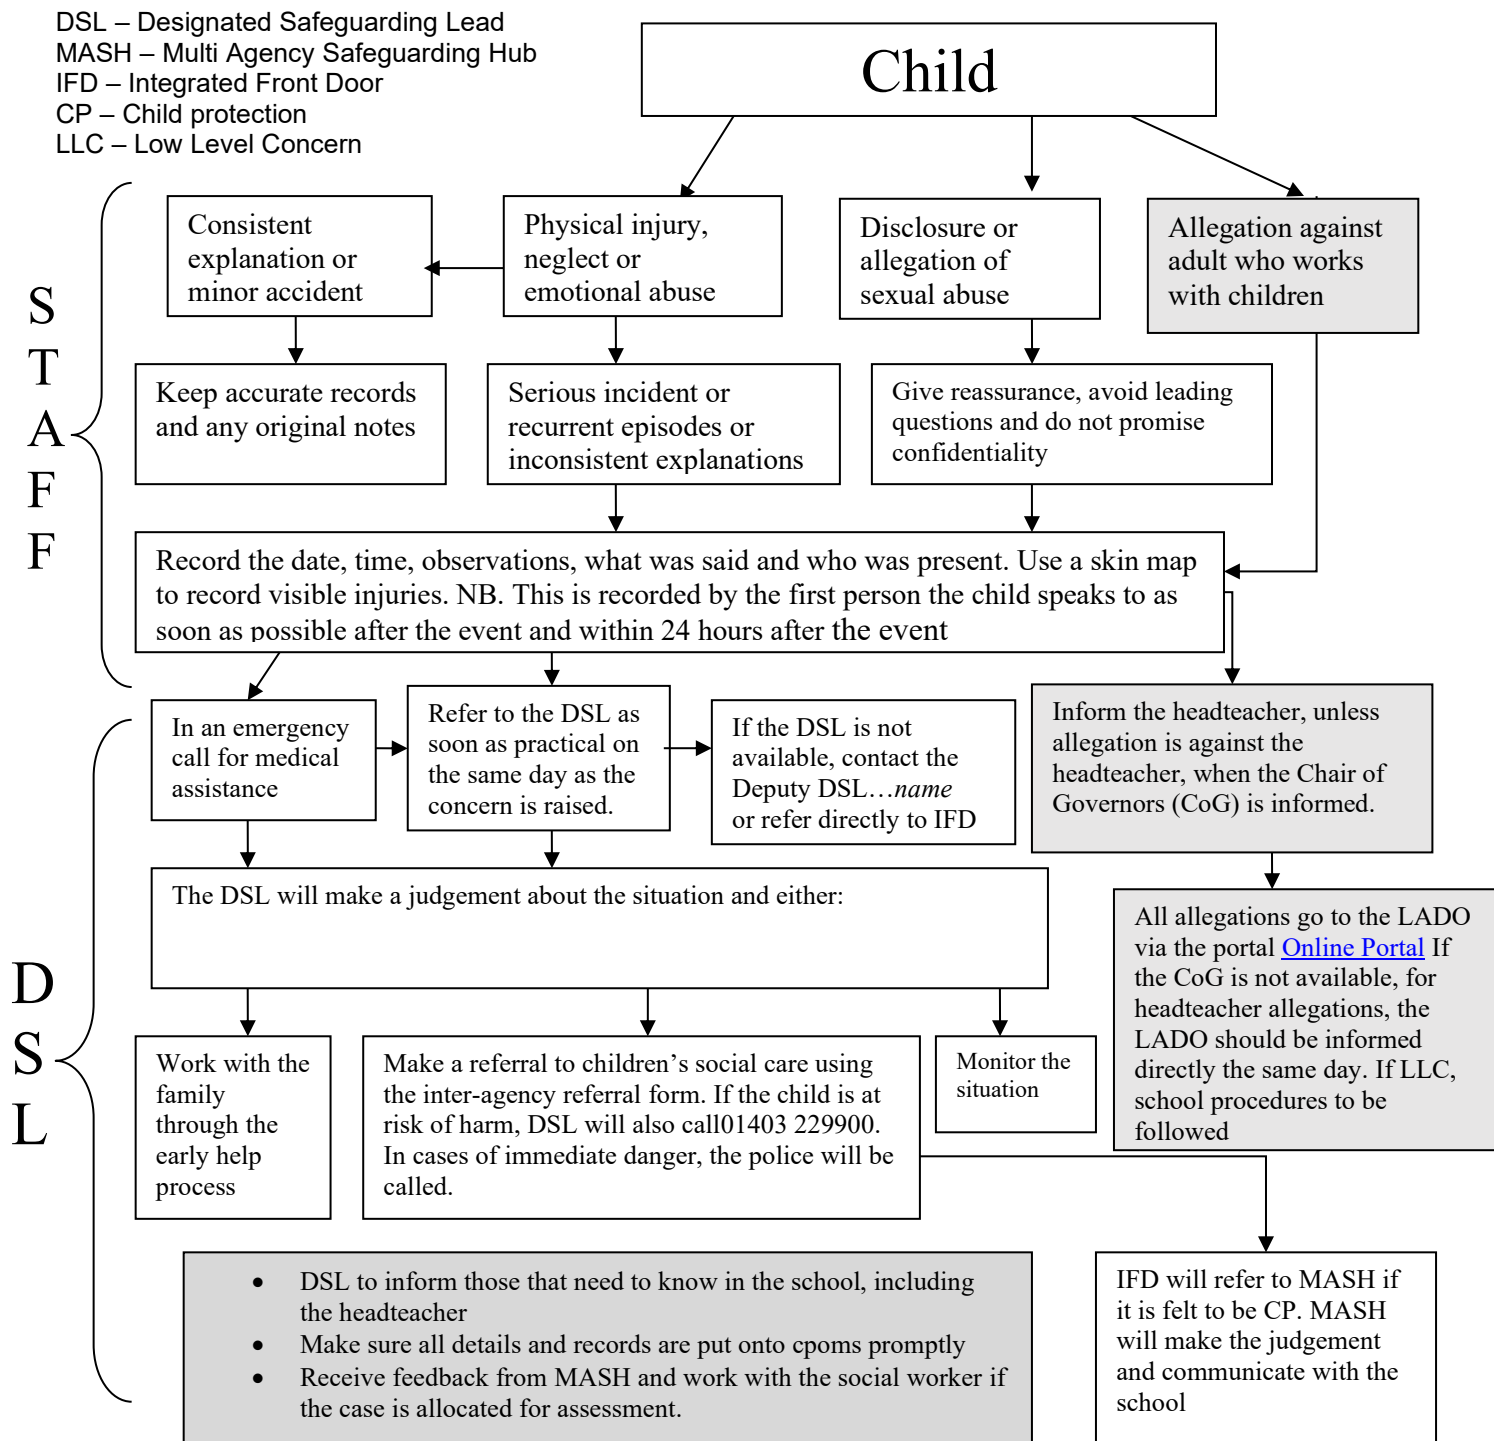 DSL – Designated Safeguarding Lead
MASH – Multi Agency Safeguarding Hub
IFD – Integrated Front Door
CP – Child protection
LLC – Low Level Concern
Child
S
T
A
F
F
Consistent
explanation or
minor accident
Physical injury,
neglect or
emotional abuse
Disclosure or
allegation of
sexual abuse
Allegation against
adult who works
with children
Keep accurate records
and any original notes
Serious incident or
recurrent episodes or
inconsistent explanations
Give reassurance, avoid leading
questions and do not promise
confidentiality
Record the date, time, observations, what was said and who was present. Use a skin map
to record visible injuries. NB. This is recorded by the first person the child speaks to as
soon as possible after the event and within 24 hours after the event
D
S
L
In an emergency
call for medical
assistance
Refer to the DSL as
soon as practical on
the same day as the
concern is raised.
If the DSL is not
available, contact the
Deputy DSL…name
or refer directly to IFD
Inform the headteacher, unless
allegation is against the
headteacher, when the Chair of
Governors (CoG) is informed.
The DSL will make a judgement about the situation and either:
All allegations go to the LADO
via the portal Online Portal If
the CoG is not available, for
headteacher allegations, the
LADO should be informed
directly the same day. If LLC,
school procedures to be
followed
Work with the
family
through the
early help
process
Make a referral to children’s social care using
the inter-agency referral form. If the child is at
risk of harm, DSL will also call01403 229900.
In cases of immediate danger, the police will be
called.
Monitor the
situation
• DSL to inform those that need to know in the school, including
the headteacher
• Make sure all details and records are put onto cpoms promptly
• Receive feedback from MASH and work with the social worker if
the case is allocated for assessment.
IFD will refer to MASH if
it is felt to be CP. MASH
will make the judgement
and communicate with the
school